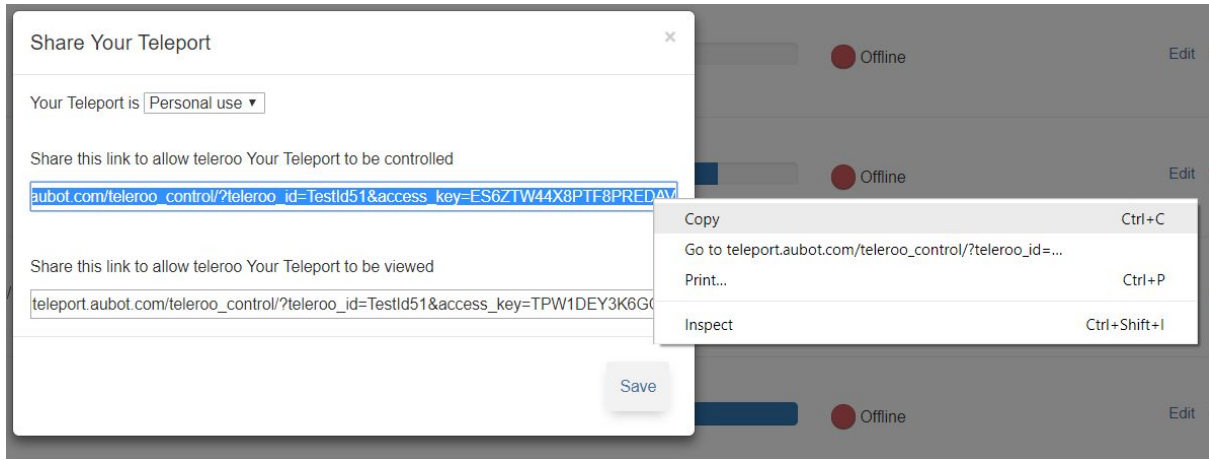 Share Your Teleport ×
Your Teleport is Personal use ▼
Share this link to allow teleroo Your Teleport to be controlled
aubot.com/teleroo_control/?teleroo_id=TestId51&access_key=ES6ZTW44X8PTF8PREDAV
Share this link to allow teleroo Your Teleport to be viewed
teleport.aubot.com/teleroo_control/?teleroo_id=TestId51&access_key=TPW1DEY3K6G
Save
Copy Ctrl+C
Go to teleport.aubot.com/teleroo_control/?teleroo_id=...
Print... Ctrl+P
Inspect Ctrl+Shift+I
Offline Edit
Offline Edit
Offline Edit